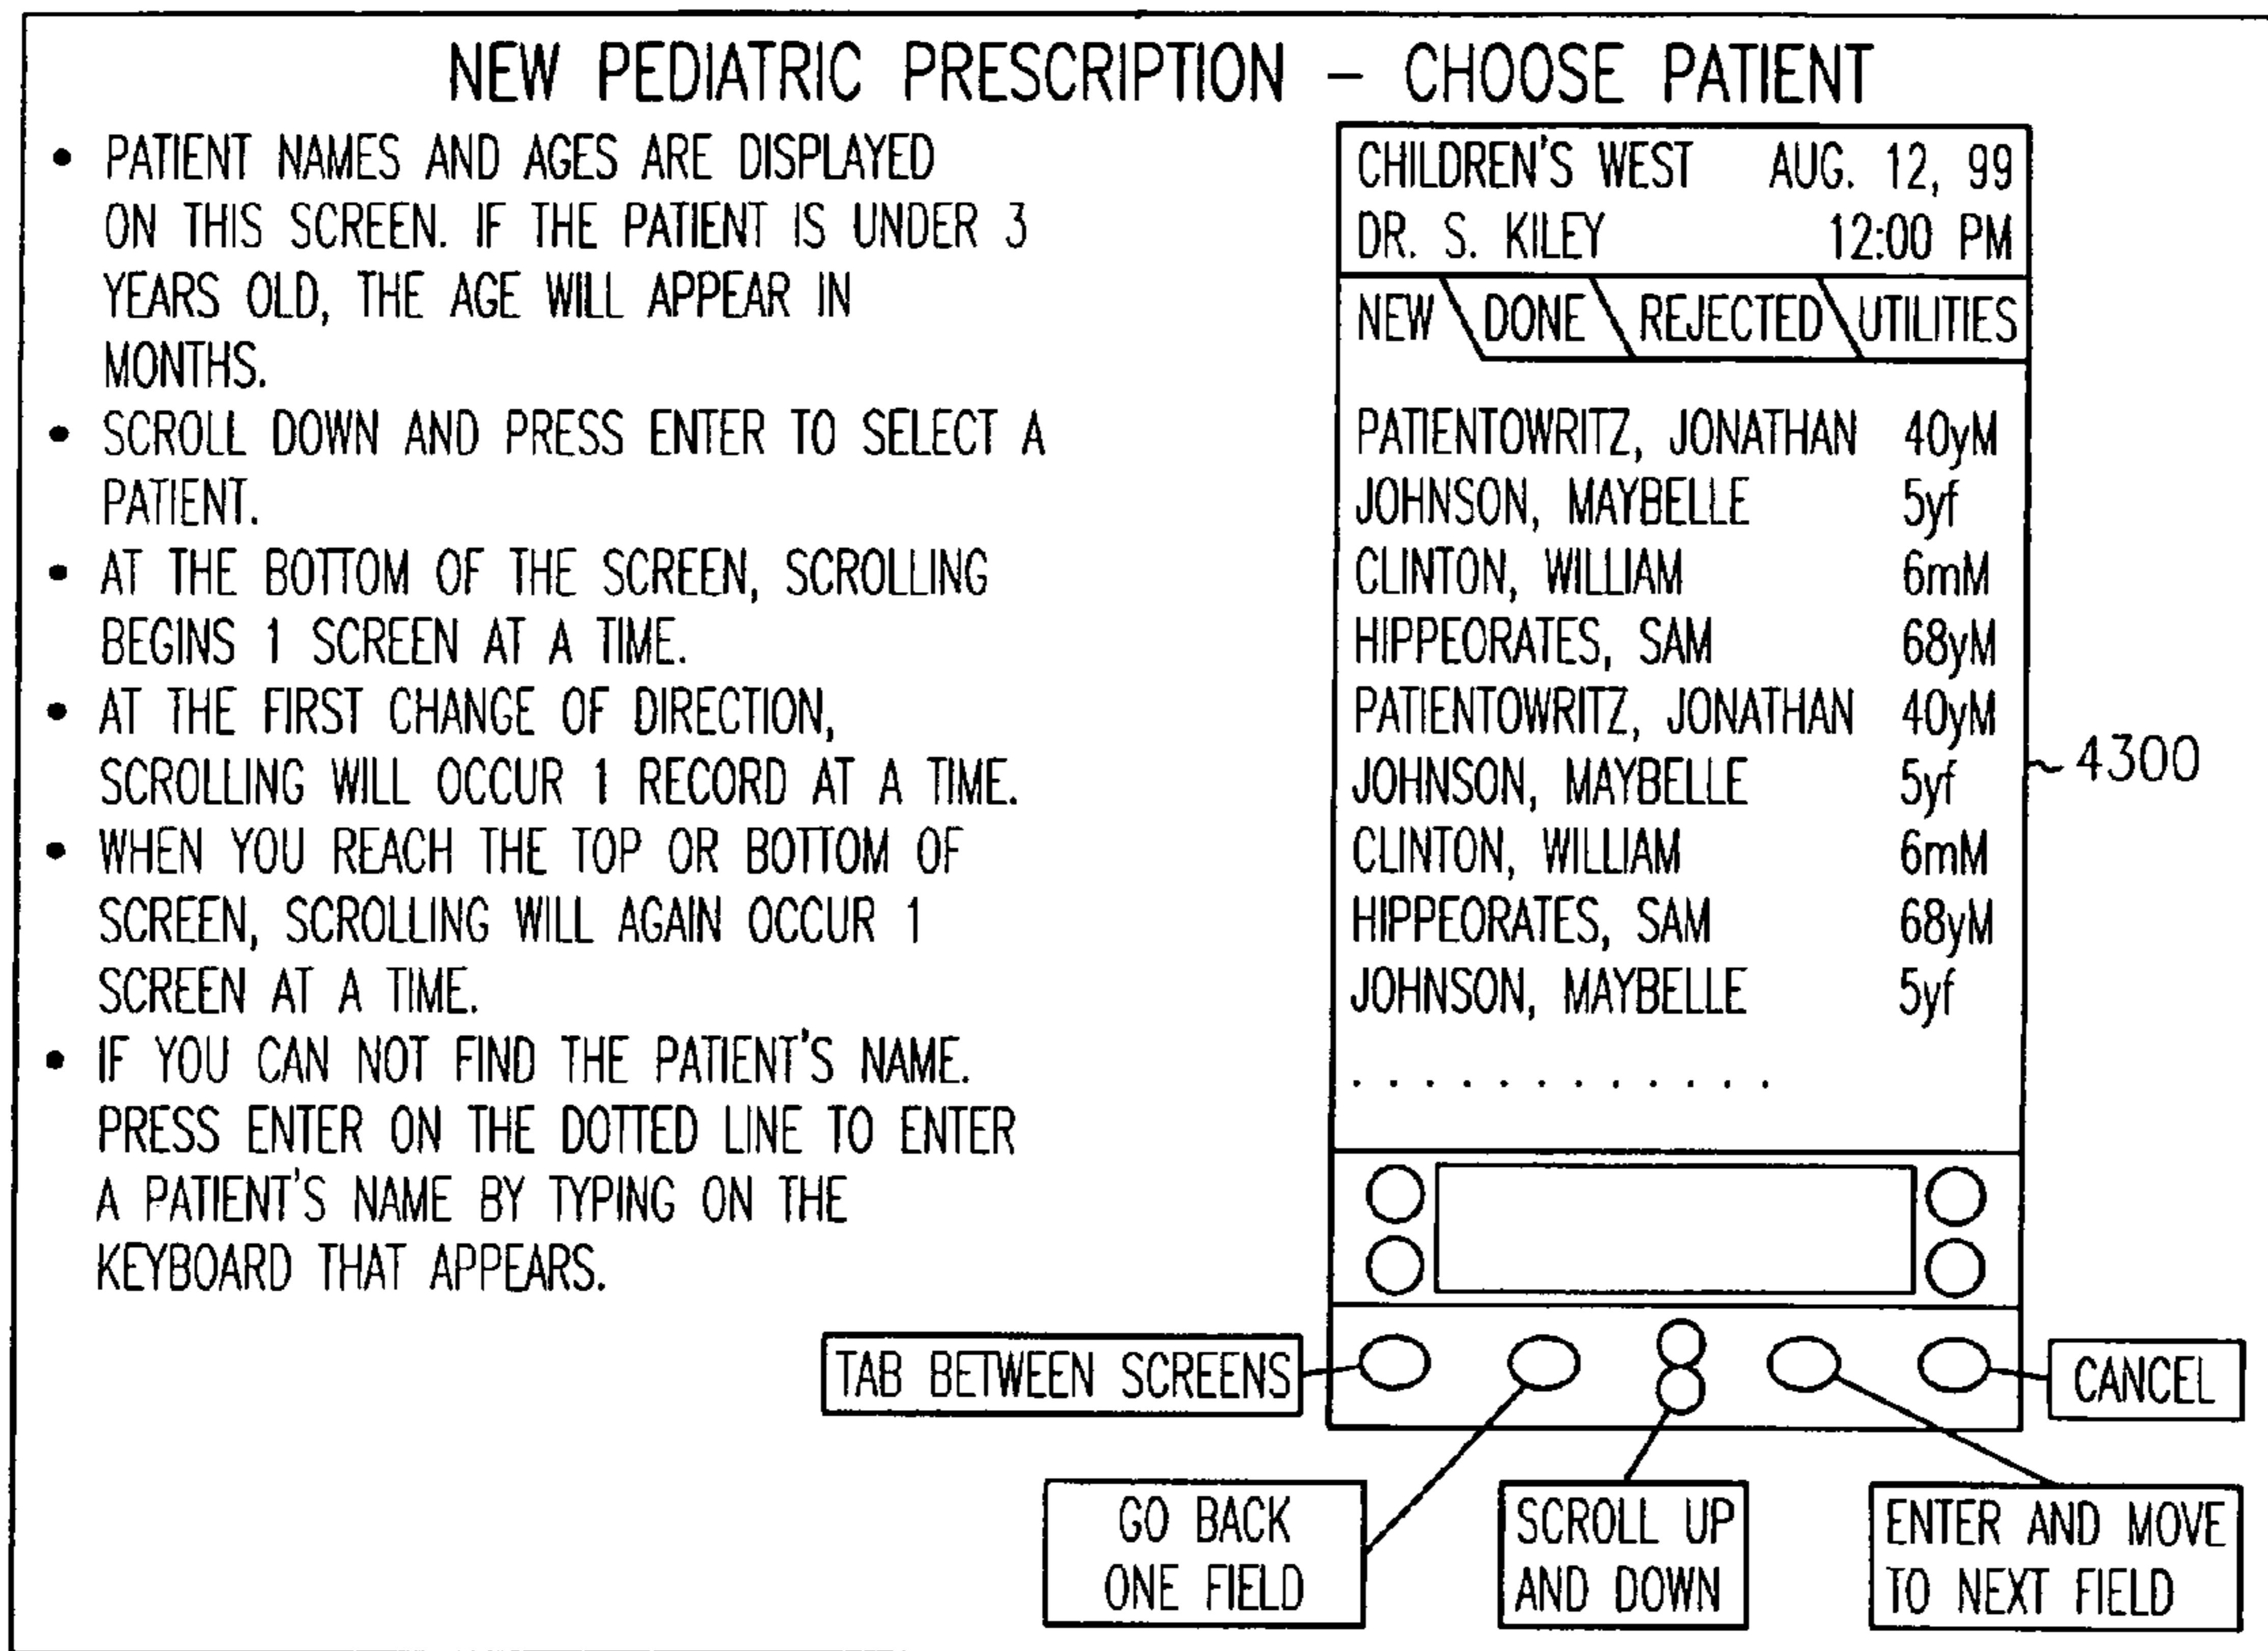 NEW PEDIATRIC PRESCRIPTION – CHOOSE PATIENT
• PATIENT NAMES AND AGES ARE DISPLAYED
ON THIS SCREEN. IF THE PATIENT IS UNDER 3
YEARS OLD, THE AGE WILL APPEAR IN
MONTHS.
• SCROLL DOWN AND PRESS ENTER TO SELECT A
PATIENT.
• AT THE BOTTOM OF THE SCREEN, SCROLLING
BEGINS 1 SCREEN AT A TIME.
• AT THE FIRST CHANGE OF DIRECTION,
SCROLLING WILL OCCUR 1 RECORD AT A TIME.
• WHEN YOU REACH THE TOP OR BOTTOM OF
SCREEN, SCROLLING WILL AGAIN OCCUR 1
SCREEN AT A TIME.
• IF YOU CAN NOT FIND THE PATIENT'S NAME.
PRESS ENTER ON THE DOTTED LINE TO ENTER
A PATIENT'S NAME BY TYPING ON THE
KEYBOARD THAT APPEARS.
CHILDREN'S WEST AUG. 12, 99
DR. S. KILEY 12:00 PM
NEW DONE REJECTED UTILITIES
PATIENTOWRITZ, JONATHAN 40yM
JOHNSON, MAYBELLE 5yf
CLINTON, WILLIAM 6mM
HIPPEORATES, SAM 68yM
PATIENTOWRITZ, JONATHAN 40yM
JOHNSON, MAYBELLE 5yf
CLINTON, WILLIAM 6mM
HIPPEORATES, SAM 68yM
JOHNSON, MAYBELLE 5yf
. . . . . . . . . . . . .
4300
TAB BETWEEN SCREENS
CANCEL
GO BACK
ONE FIELD
SCROLL UP
AND DOWN
ENTER AND MOVE
TO NEXT FIELD